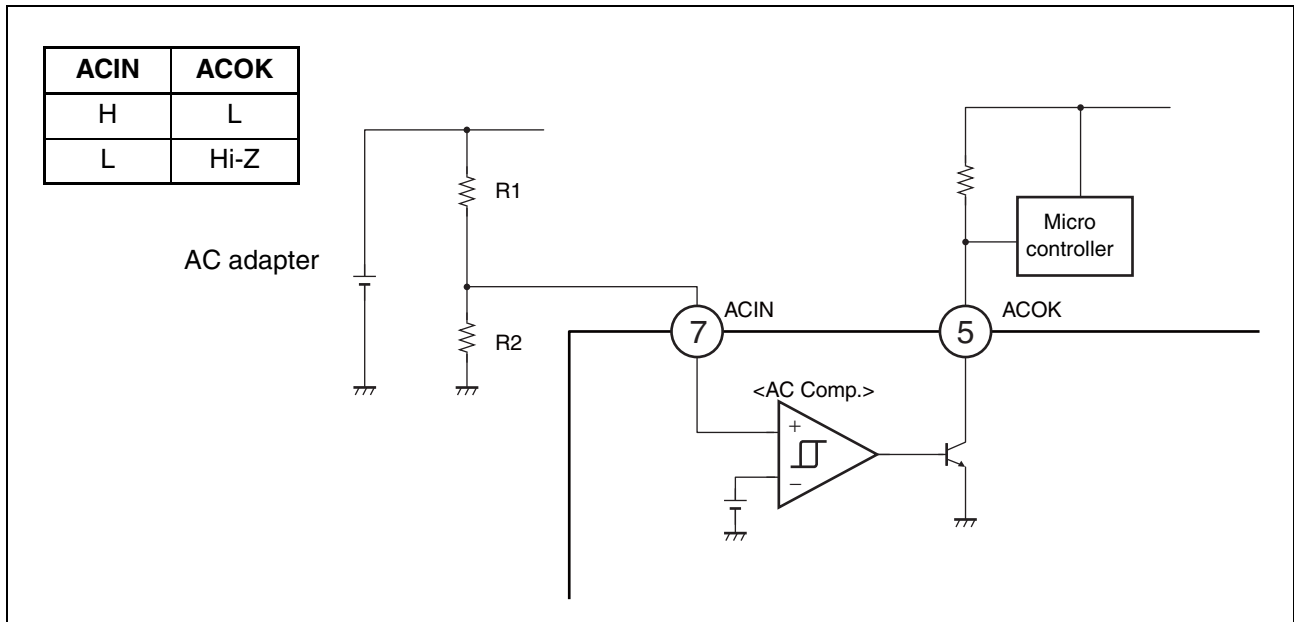 ACIN ACOK
H L
L Hi-Z
AC adapter
R1
R2
Micro
controller
7 ACIN
5 ACOK
<AC Comp.>
+
−